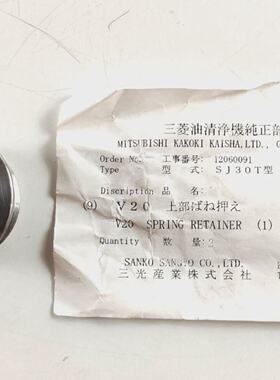 三菱油清浄機純正部
MITSUBISHI KAKOKI KAISHA,LTD.,
Order No. 工事番号: 12060091
Type 型 式: SJ30T型
Discription 品 名:
(9) V20 上部ばね押え
V20 SPRING RETAINER (1)
Quantity 数 量: 2
SANKO SANGYO CO.,LTD.
三光産業株式会社